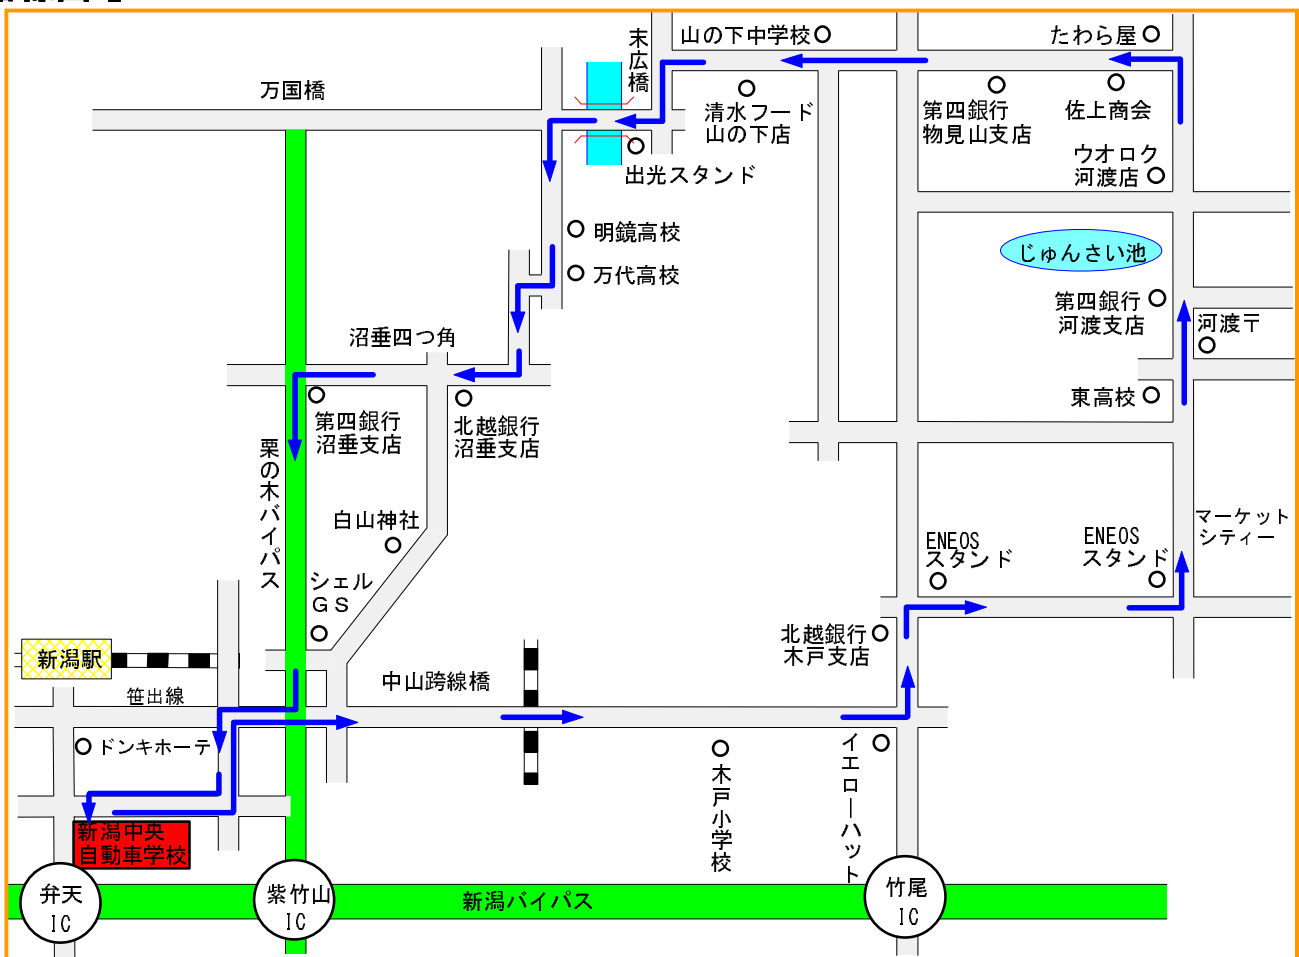 末広橋
山の下中学校
たわら屋
万国橋
清水フード
山の下店
第四銀行
物見山支店
佐上商会
出光スタンド
ウオロク
河渡店
明鏡高校
じゅんさい池
万代高校
第四銀行
河渡支店
河渡〒
沼垂四つ角
東高校
第四銀行
沼垂支店
北越銀行
沼垂支店
栗の木バイパス
白山神社
マーケット
シティー
ENEOS
スタンド
ENEOS
スタンド
シェル
GS
北越銀行
木戸支店
新潟駅
中山跨線橋
笹出線
ドンキホーテ
イエローハット
木戸小学校
新潟中央
自動車学校
弁天
IC
紫竹山
IC
新潟バイパス
竹尾
IC